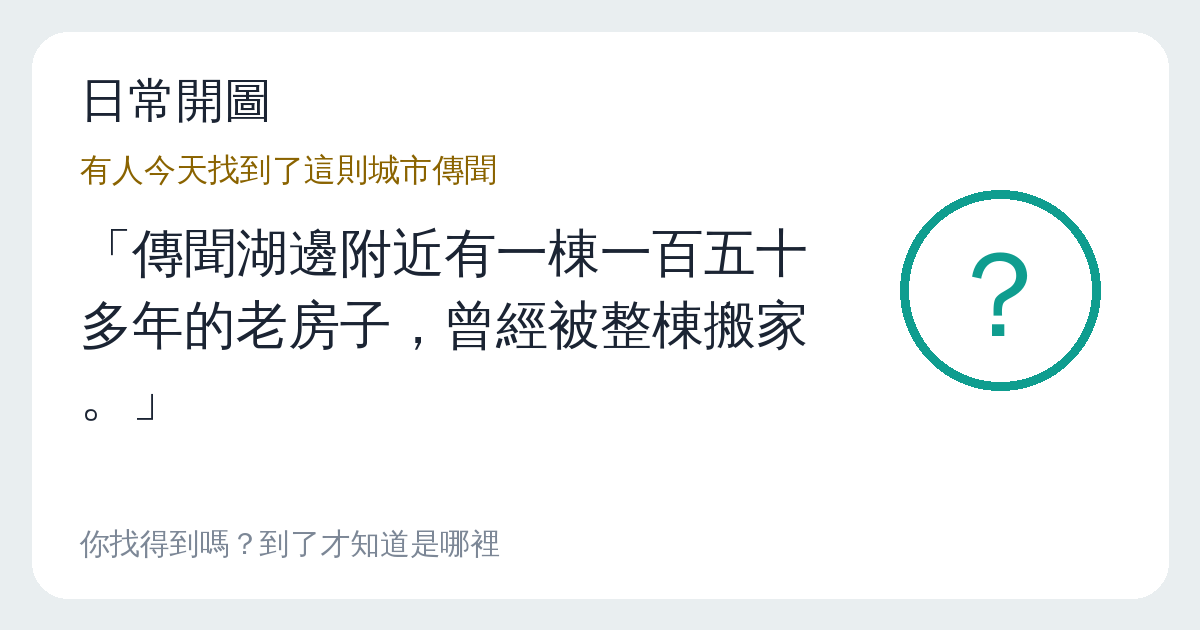 日常開圖
有人今天找到了這則城市傳聞
「傳聞湖邊附近有一棟一百五十
多年的老房子，曾經被整棟搬家
。」
?
你找得到嗎？到了才知道是哪裡